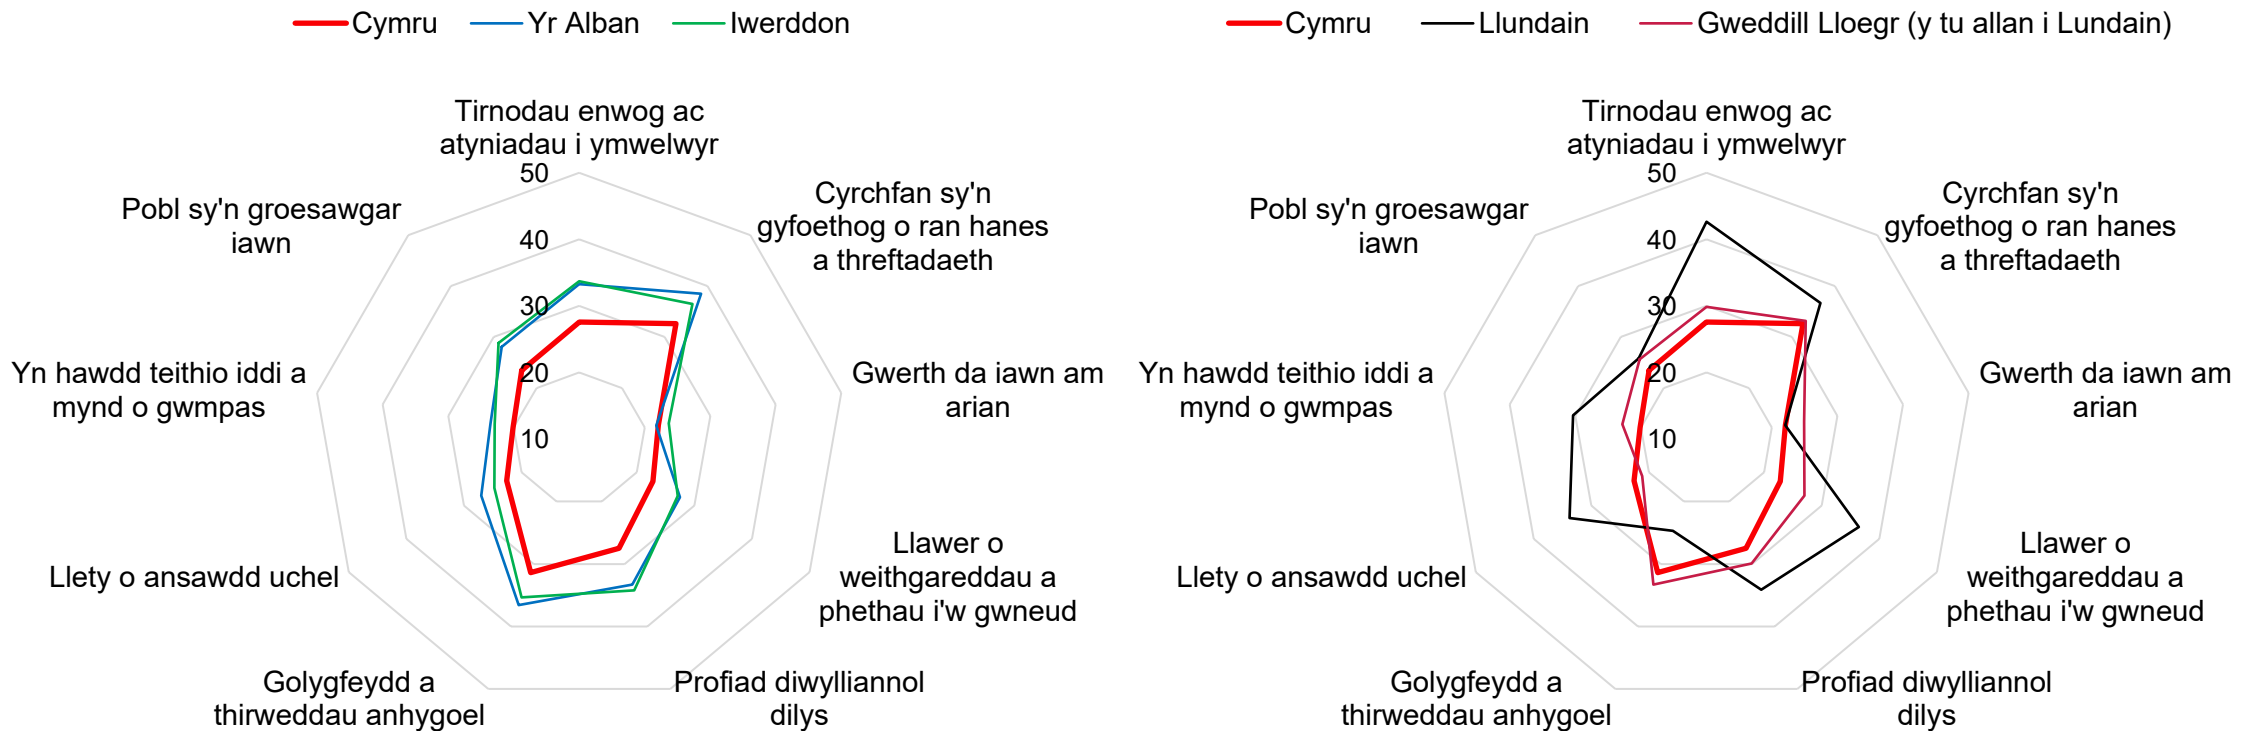 Cymru
Yr Alban
Iwerddon
Tirnodau enwog ac
atyniadau i ymwelwyr
Cyrchfan sy'n
gyfoethog o ran hanes
a threftadaeth
Gwerth da iawn am
arian
Llawer o
weithgareddau a
phethau i'w gwneud
Profiad diwylliannol
dilys
Golygfeydd a
thirweddau anhygoel
Llety o ansawdd uchel
Yn hawdd teithio iddi a
mynd o gwmpas
Pobl sy'n groesawgar
iawn
50
40
30
20
10
Cymru
Llundain
Gweddill Lloegr (y tu allan i Lundain)
Tirnodau enwog ac
atyniadau i ymwelwyr
Cyrchfan sy'n
gyfoethog o ran hanes
a threftadaeth
Gwerth da iawn am
arian
Llawer o
weithgareddau a
phethau i'w gwneud
Profiad diwylliannol
dilys
Golygfeydd a
thirweddau anhygoel
Llety o ansawdd uchel
Yn hawdd teithio iddi a
mynd o gwmpas
Pobl sy'n groesawgar
iawn
50
40
30
20
10